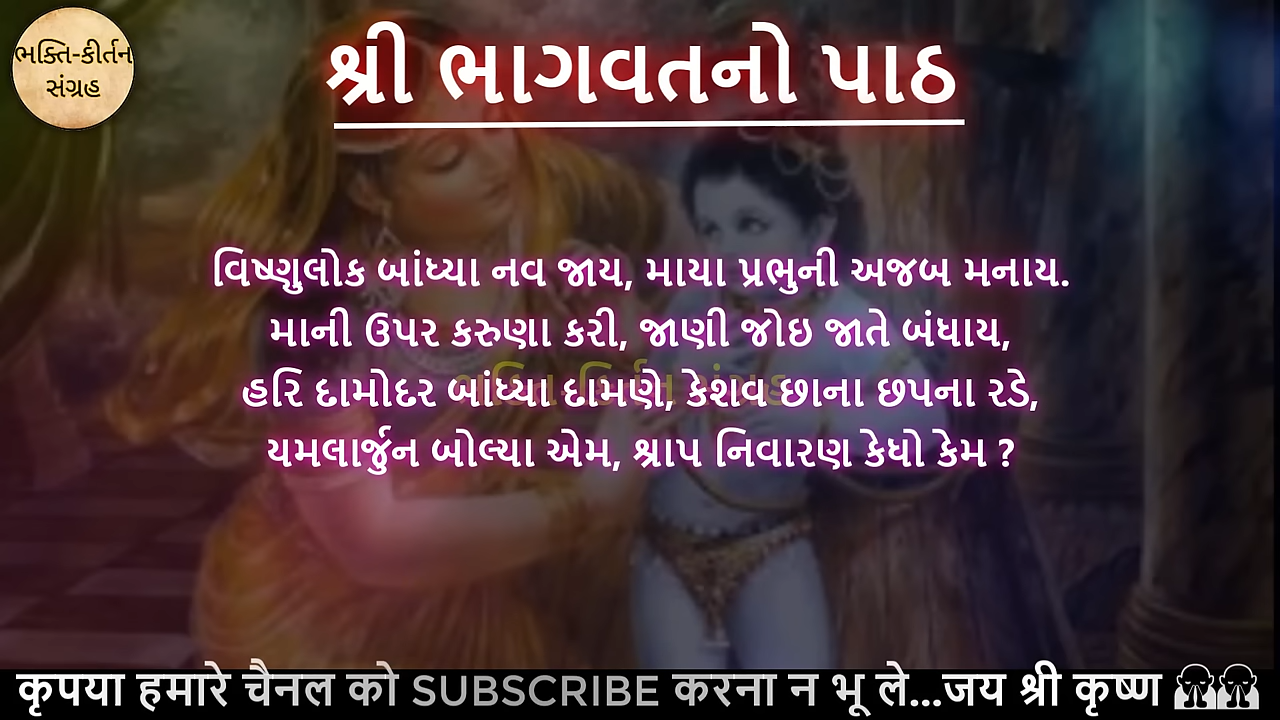 ભક્તિ-કીર્તન
સંગ્રહ
શ્રી ભાગવતનો પાઠ
વિષ્ણુલોક બાંધ્યા નવ જાય, માયા પ્રભુની અજબ મનાય.
માની ઉપર કરુણા કરી, જાણી જોઇ જાતે બંધાય,
હરિ દામોદર બાંધ્યા દામણે, કેશવ છાના છપના રડે,
યમલાર્જુન બોલ્યા એમ, શ્રાપ નિવારણ કેધો કેમ ?
कृपया हमारे चैनल को SUBSCRIBE करना न भू ले...जय श्री कृष्ण